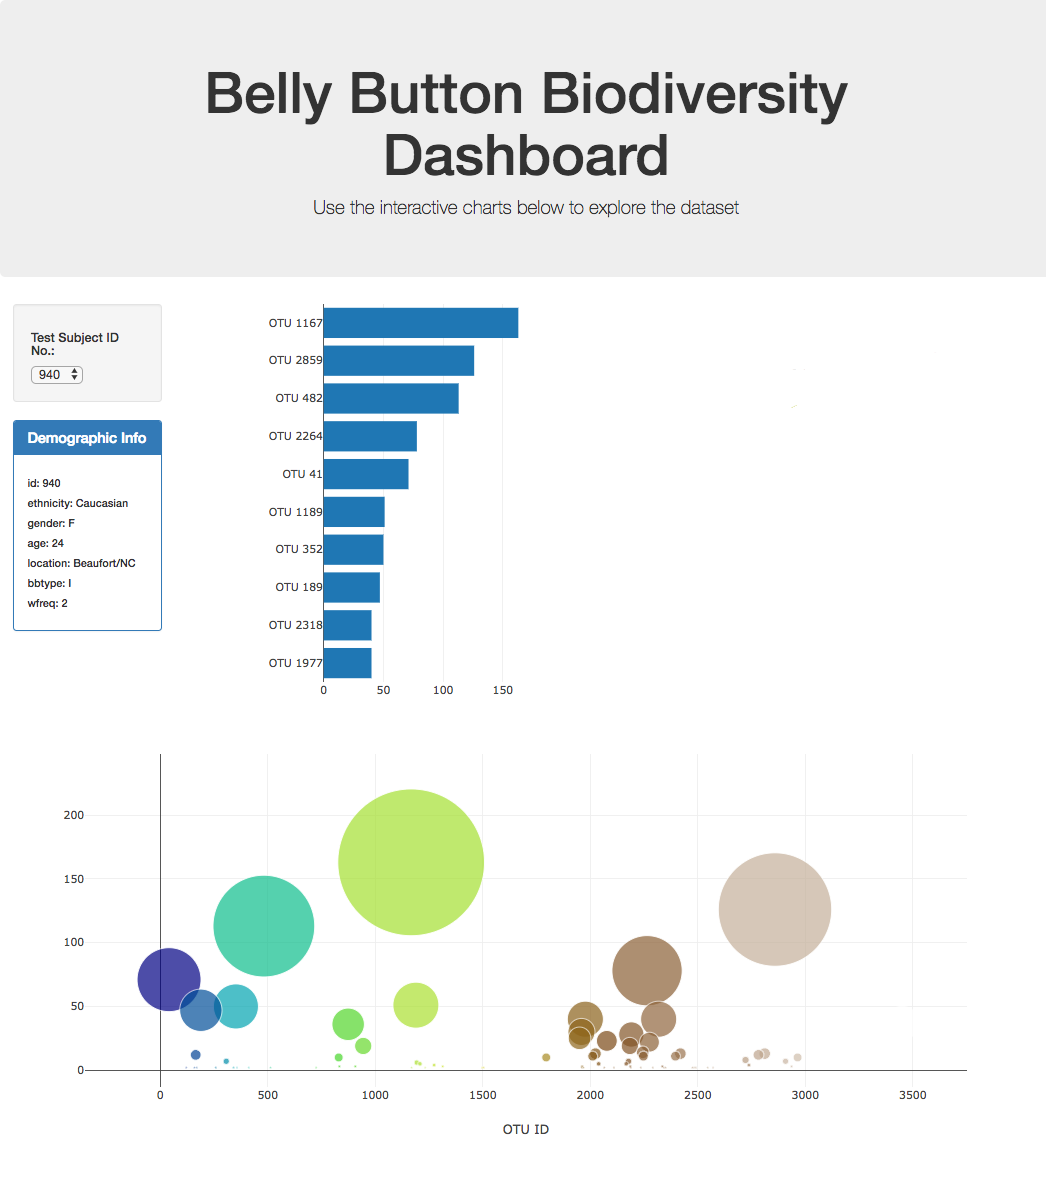 Belly Button Biodiversity
Dashboard
Use the interactive charts below to explore the dataset
Test Subject ID
No.:
940
Demographic Info
id: 940
ethnicity: Caucasian
gender: F
age: 24
location: Beaufort/NC
bbtype: I
wfreq: 2
OTU 1167
OTU 2859
OTU 482
OTU 2264
OTU 41
OTU 1189
OTU 352
OTU 189
OTU 2318
OTU 1977
0 50 100 150
200
150
100
50
0
0 500 1000 1500 2000 2500 3000 3500
OTU ID